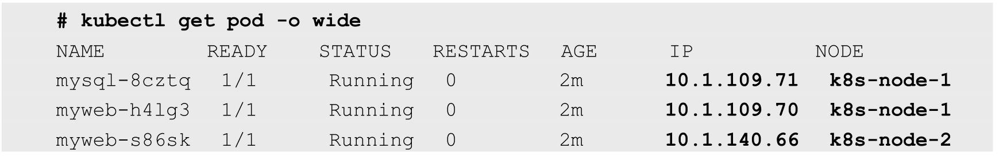 # kubectl get pod -o wide
NAME READY STATUS RESTARTS AGE IP NODE
mysql-8cztq 1/1 Running 0 2m 10.1.109.71 k8s-node-1
myweb-h4lg3 1/1 Running 0 2m 10.1.109.70 k8s-node-1
myweb-s86sk 1/1 Running 0 2m 10.1.140.66 k8s-node-2